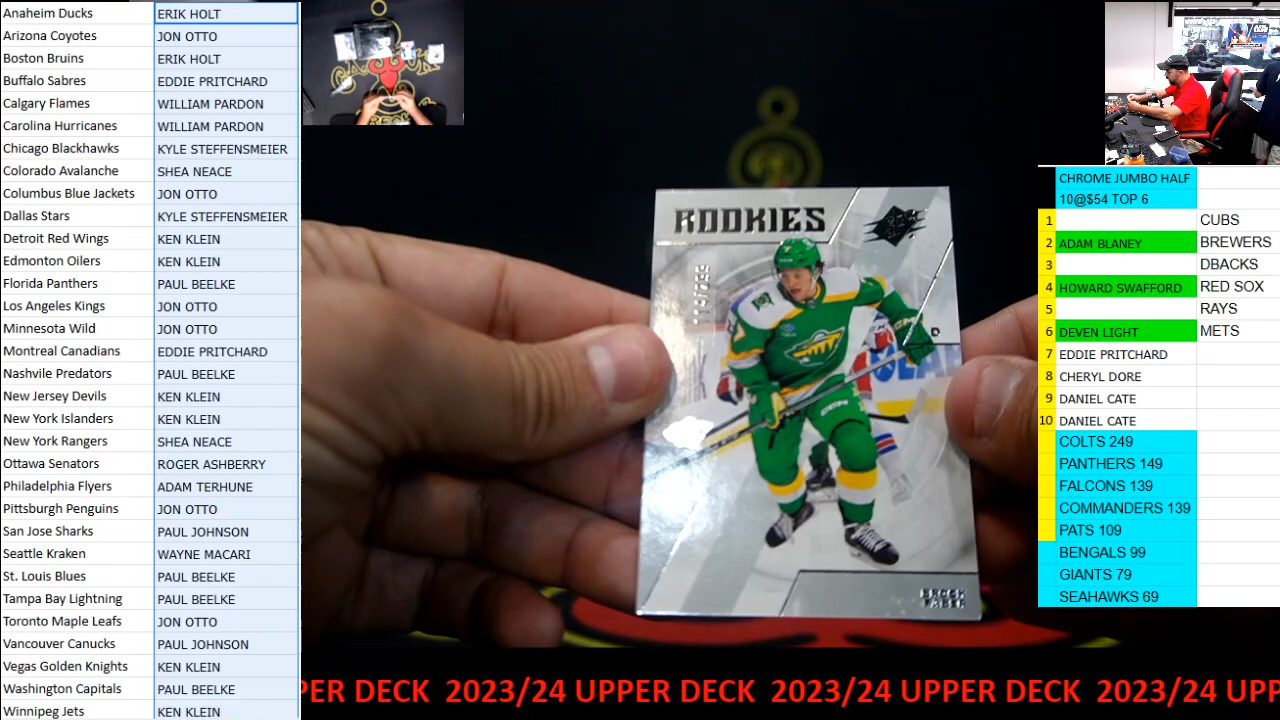 Anaheim Ducks ERIK HOLT
Arizona Coyotes JON OTTO
Boston Bruins ERIK HOLT
Buffalo Sabres EDDIE PRITCHARD
Calgary Flames WILLIAM PARDON
Carolina Hurricanes WILLIAM PARDON
Chicago Blackhawks KYLE STEFFENSMEIER
Colorado Avalanche SHEA NEACE
Columbus Blue Jackets JON OTTO
Dallas Stars KYLE STEFFENSMEIER
Detroit Red Wings KEN KLEIN
Edmonton Oilers KEN KLEIN
Florida Panthers PAUL BEELKE
Los Angeles Kings JON OTTO
Minnesota Wild JON OTTO
Montreal Canadians EDDIE PRITCHARD
Nashvile Predators PAUL BEELKE
New Jersey Devils KEN KLEIN
New York Islanders KEN KLEIN
New York Rangers SHEA NEACE
Ottawa Senators ROGER ASHBERRY
Philadelphia Flyers ADAM TERHUNE
Pittsburgh Penguins JON OTTO
San Jose Sharks PAUL JOHNSON
Seattle Kraken WAYNE MACARI
St. Louis Blues PAUL BEELKE
Tampa Bay Lightning PAUL BEELKE
Toronto Maple Leafs JON OTTO
Vancouver Canucks PAUL JOHNSON
Vegas Golden Knights KEN KLEIN
Washington Capitals PAUL BEELKE
Winnipeg Jets KEN KLEIN
ROOKIES
SPX
D
BROCK
FABER
CHROME JUMBO HALF
10@$54 TOP 6
1 CUBS
2 ADAM BLANEY BREWERS
3 DBACKS
4 HOWARD SWAFFORD RED SOX
5 RAYS
6 DEVEN LIGHT METS
7 EDDIE PRITCHARD
8 CHERYL DORE
9 DANIEL CATE
10 DANIEL CATE
COLTS 249
PANTHERS 149
FALCONS 139
COMMANDERS 139
PATS 109
BENGALS 99
GIANTS 79
SEAHAWKS 69
PER DECK 2023/24 UPPER DECK 2023/24 UPPER DECK 2023/24 UPP